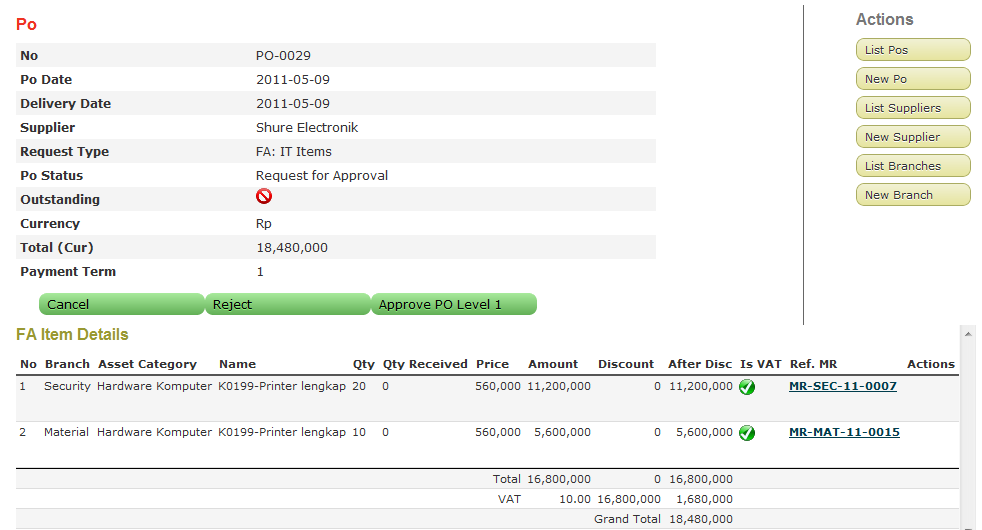 Po
No PO-0029
Po Date 2011-05-09
Delivery Date 2011-05-09
Supplier Shure Electronik
Request Type FA: IT Items
Po Status Request for Approval
Outstanding
Currency Rp
Total (Cur) 18,480,000
Payment Term 1
Cancel Reject Approve PO Level 1
Actions
List Pos
New Po
List Suppliers
New Supplier
List Branches
New Branch
FA Item Details
No Branch Asset Category Name Qty Qty Received Price Amount Discount After Disc Is VAT Ref. MR Actions
1 Security Hardware Komputer K0199-Printer lengkap 20 0 560,000 11,200,000 0 11,200,000 MR-SEC-11-0007
2 Material Hardware Komputer K0199-Printer lengkap 10 0 560,000 5,600,000 0 5,600,000 MR-MAT-11-0015
Total 16,800,000 0 16,800,000
VAT 10.00 16,800,000 1,680,000
Grand Total 18,480,000